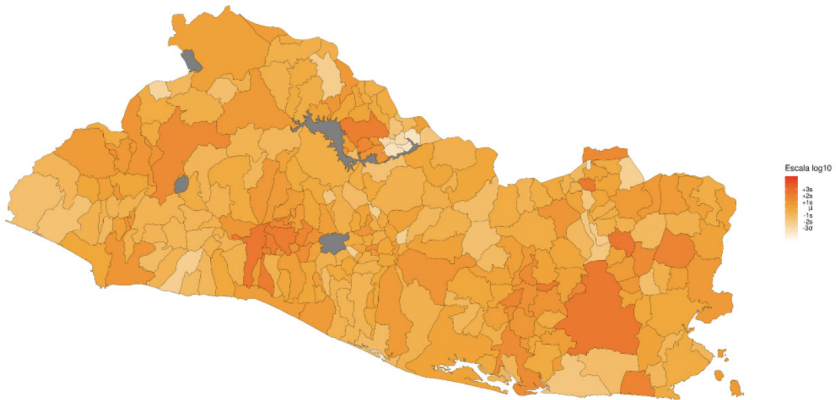 Escala log10
+3s
+2s
+1s
μ
-1s
-2s
-3σ